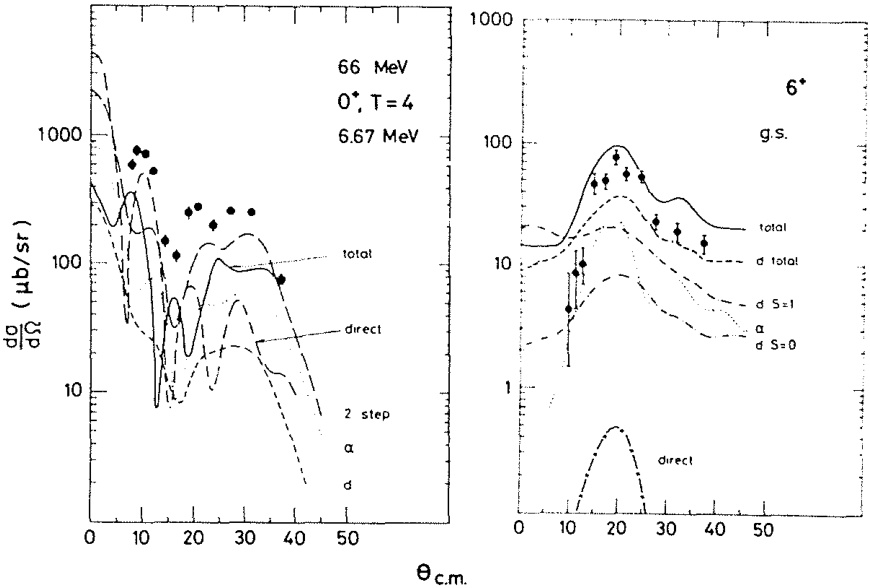 1000
100
10
dσ/dΩ (μb/sr)
66 MeV
0⁺, T=4
6.67 MeV
total
direct
2 step
α
d
0 10 20 30 40 50
1000
100
10
1
6⁺
g.s.
total
d total
d S=1
α
d S=0
direct
0 10 20 30 40 50
θc.m.